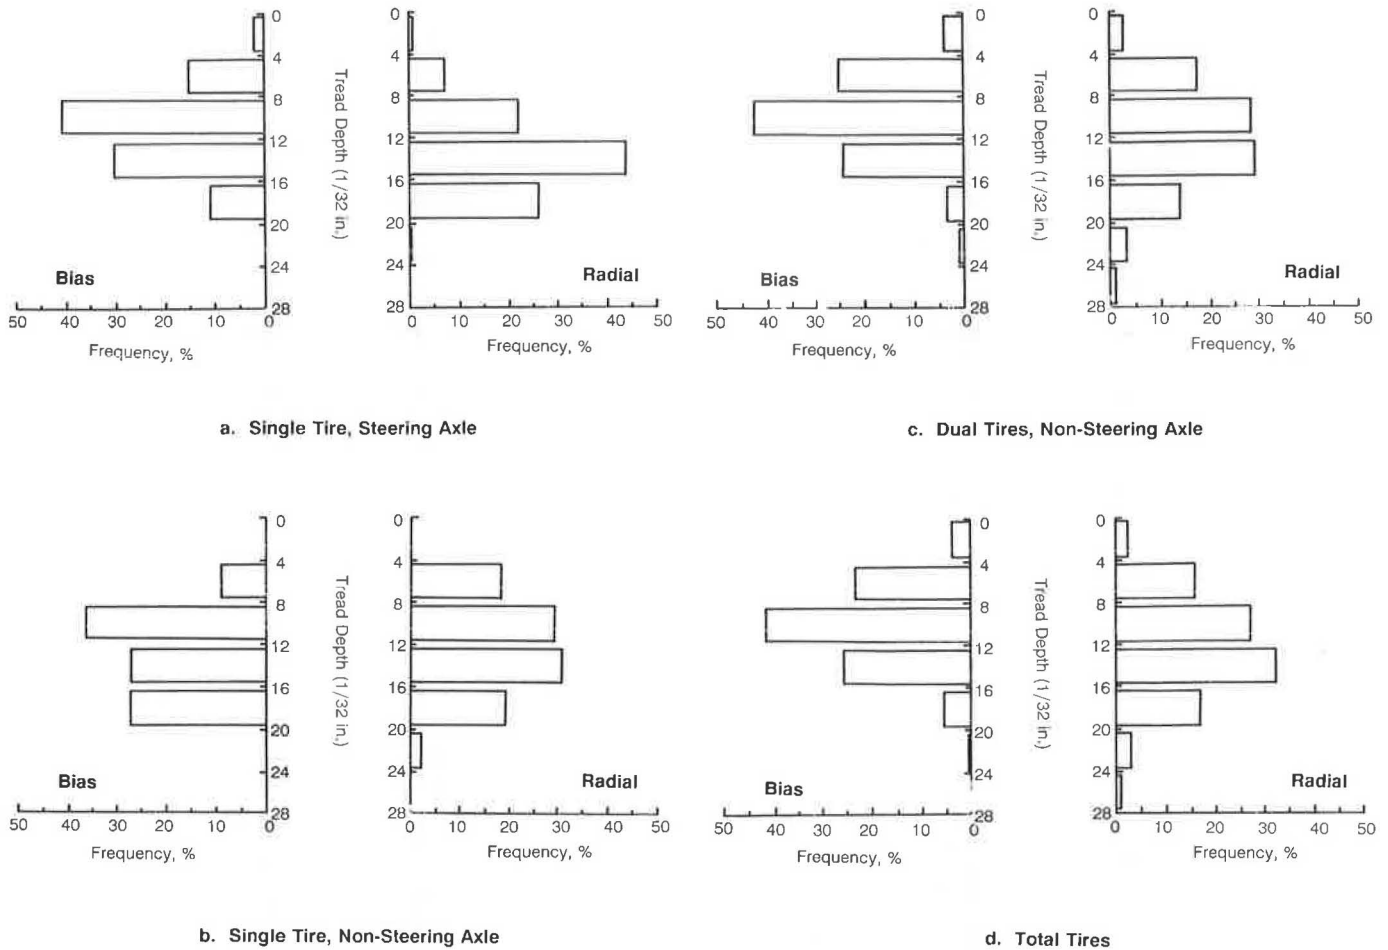 0
4
8
12
16
20
24
28
Tread Depth (1/32 in.)
0
4
8
12
16
20
24
28
Bias
Radial
50 40 30 20 10 0
0 10 20 30 40 50
Frequency, %
Frequency, %
a. Single Tire, Steering Axle
0
4
8
12
16
20
24
28
Tread Depth (1/32 in.)
0
4
8
12
16
20
24
28
Bias
Radial
50 40 30 20 10 0
0 10 20 30 40 50
Frequency, %
Frequency, %
c. Dual Tires, Non-Steering Axle
0
4
8
12
16
20
24
28
Tread Depth (1/32 in.)
0
4
8
12
16
20
24
28
Bias
Radial
50 40 30 20 10 0
0 10 20 30 40 50
Frequency, %
Frequency, %
b. Single Tire, Non-Steering Axle
0
4
8
12
16
20
24
28
Tread Depth (1/32 in.)
0
4
8
12
16
20
24
28
Bias
Radial
50 40 30 20 10 0
0 10 20 30 40 50
Frequency, %
Frequency, %
d. Total Tires